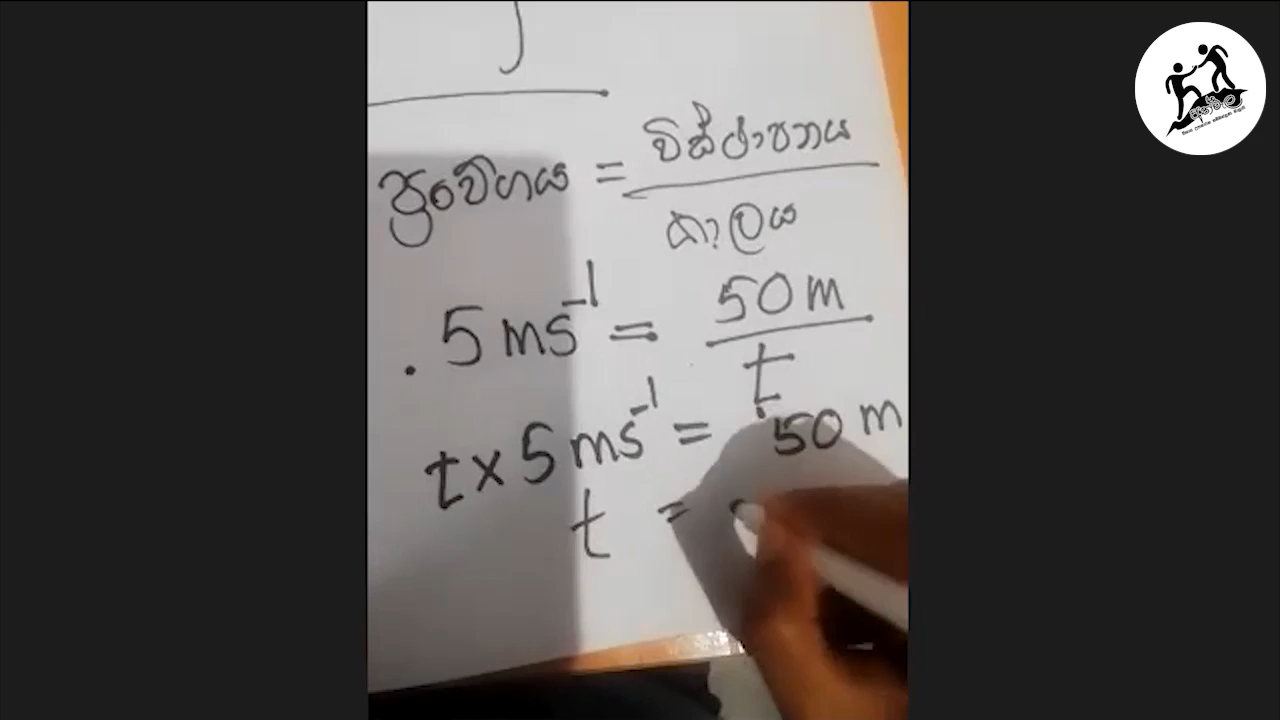 ප්‍රවේගය = විස්ථාපනය
කාලය
5 ms⁻¹ = 50 m
t
t × 5 ms⁻¹ = 50 m
t =